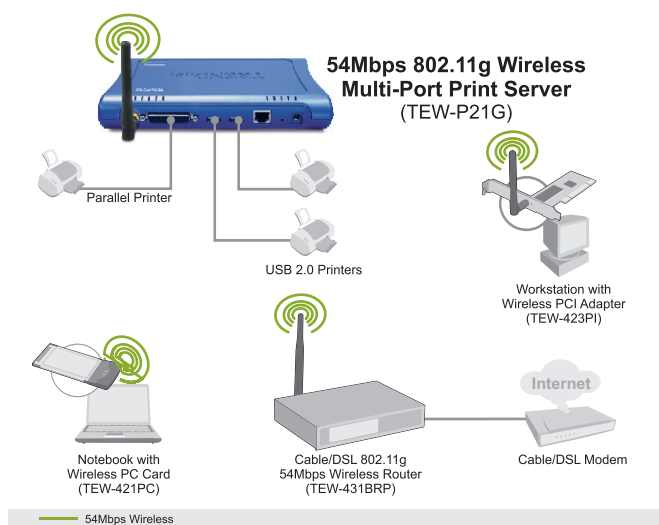 54Mbps 802.11g Wireless
Multi-Port Print Server
(TEW-P21G)
TRENDnet
Parallel Printer
USB 2.0 Printers
Workstation with
Wireless PCI Adapter
(TEW-423PI)
Notebook with
Wireless PC Card
(TEW-421PC)
Cable/DSL 802.11g
54Mbps Wireless Router
(TEW-431BRP)
Internet
Cable/DSL Modem
54Mbps Wireless